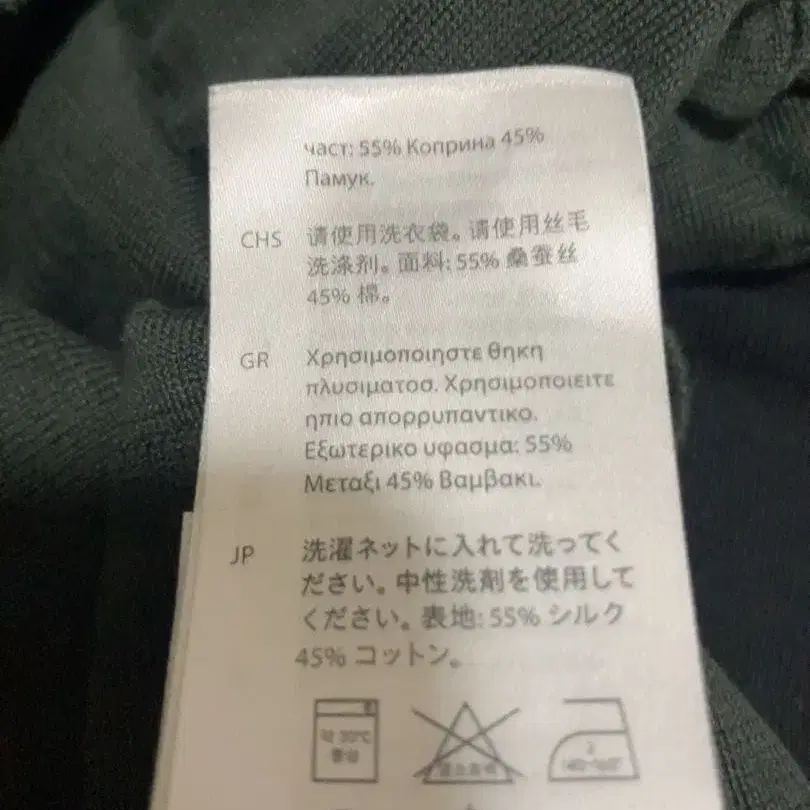 част: 55% Коприна 45%
Памук.
CHS 请使用洗衣袋。请使用丝毛
洗涤剂。面料: 55% 桑蚕丝
45% 棉。
GR Χρησιμοποιηστε θηκη
πλυσιματοσ. Χρησιμοποιειτε
ηπιο απορρυπαντικο.
Εξωτερικο υφασμα: 55%
Μεταξι 45% Βαμβακι.
JP 洗濯ネットに入れて洗ってく
ださい。中性洗剤を使用して
ください。表地: 55% シルク
45% コットン。
약 30℃
중성